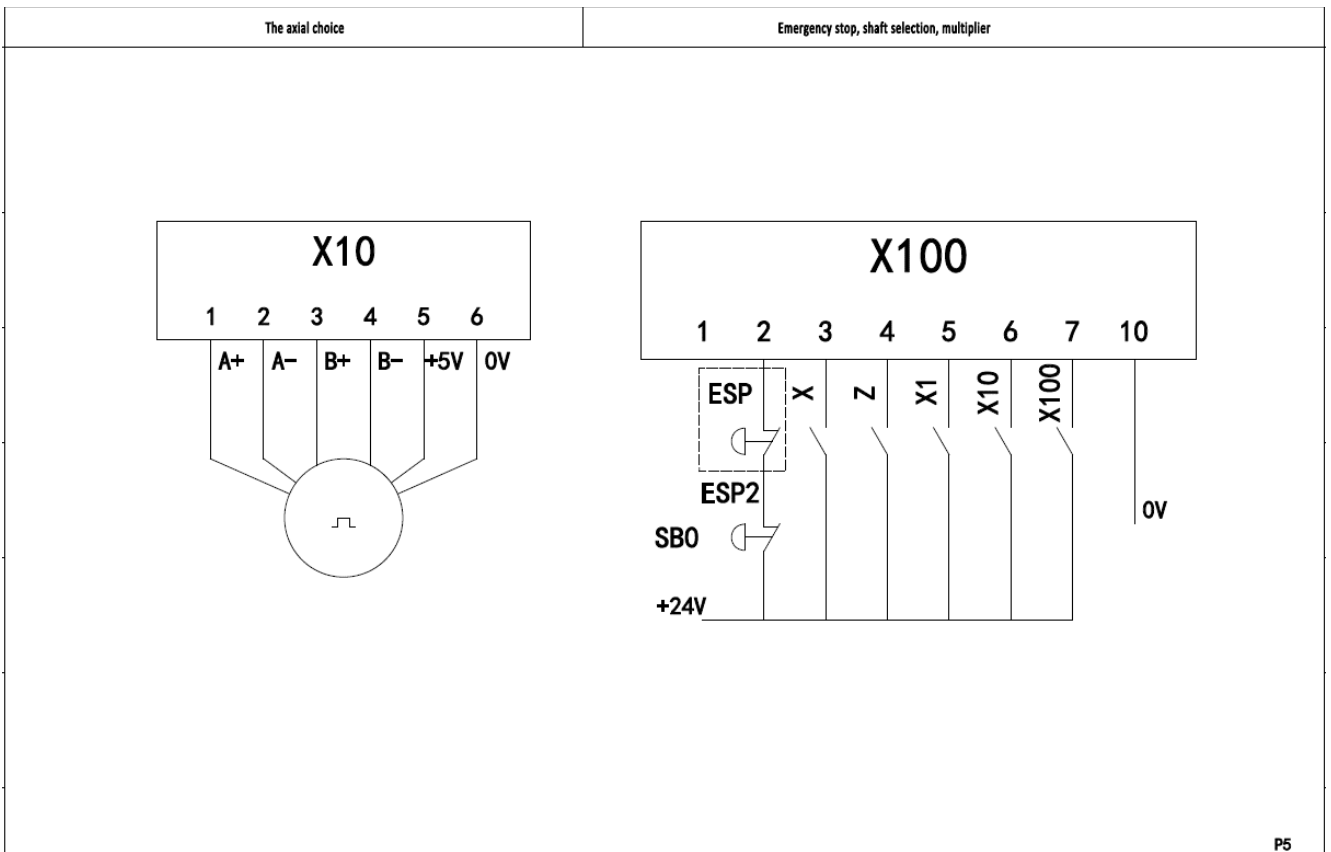 The axial choice
Emergency stop, shaft selection, multiplier
X10
1 2 3 4 5 6
A+ A- B+ B- +5V 0V
X100
1 2 3 4 5 6 7 10
ESP X Z X1 X10 X100
ESP2
SB0
0V
+24V
P5